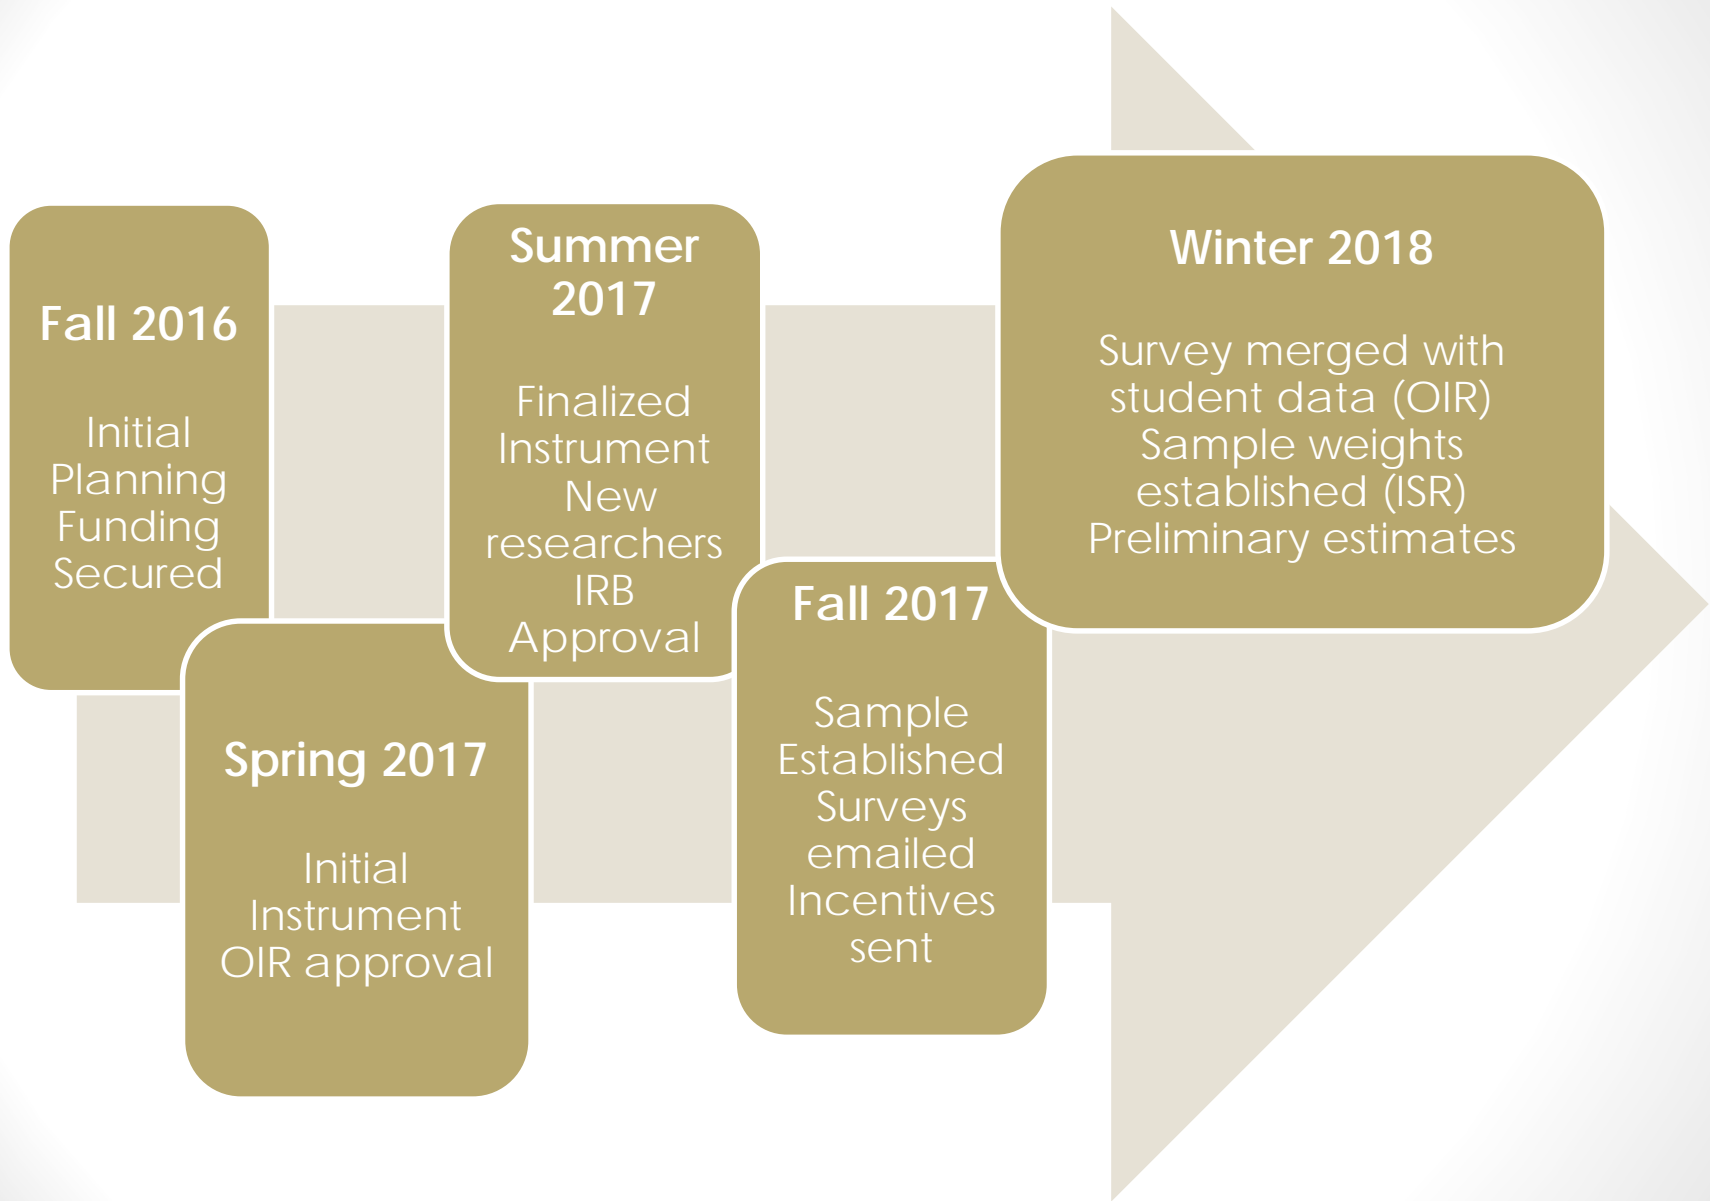 Fall 2016
Initial
Planning
Funding
Secured
Spring 2017
Initial
Instrument
OIR approval
Summer
2017
Finalized
Instrument
New
researchers
IRB
Approval
Fall 2017
Sample
Established
Surveys
emailed
Incentives
sent
Winter 2018
Survey merged with
student data (OIR)
Sample weights
established (ISR)
Preliminary estimates